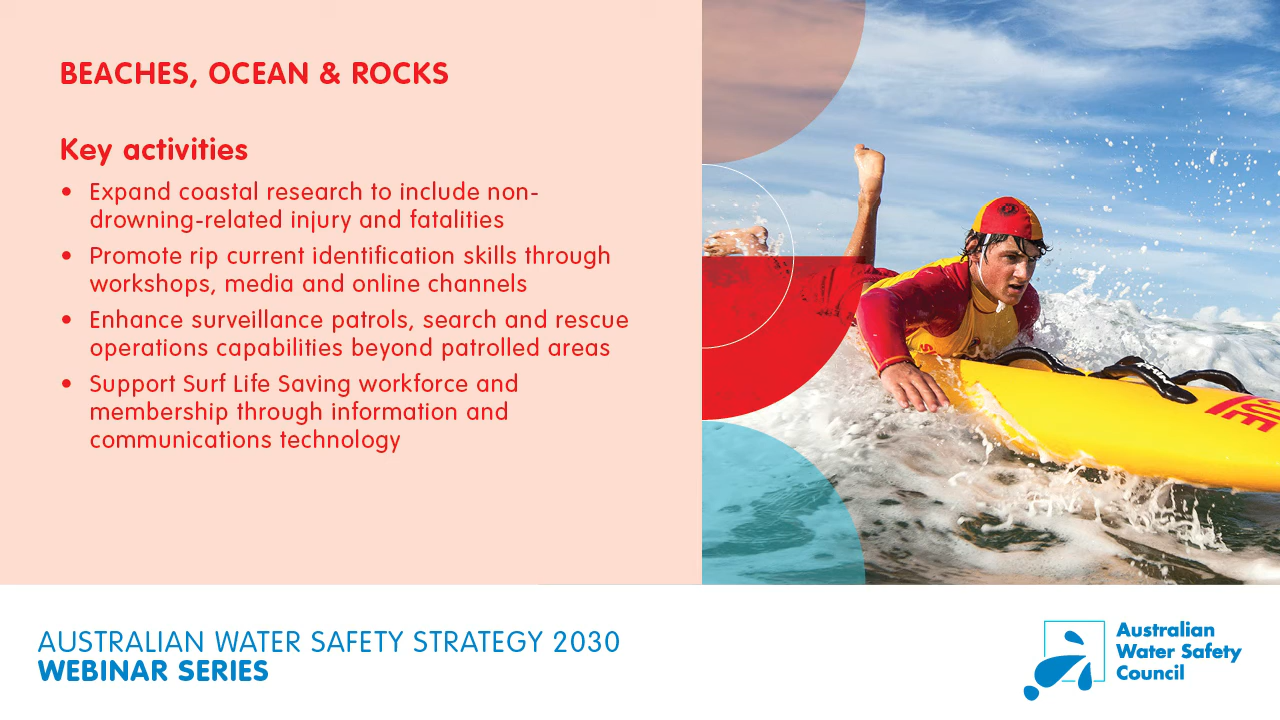 BEACHES, OCEAN & ROCKS
Key activities
• Expand coastal research to include non-
drowning-related injury and fatalities
• Promote rip current identification skills through
workshops, media and online channels
• Enhance surveillance patrols, search and rescue
operations capabilities beyond patrolled areas
• Support Surf Life Saving workforce and
membership through information and
communications technology
AUSTRALIAN WATER SAFETY STRATEGY 2030
WEBINAR SERIES
Australian
Water Safety
Council